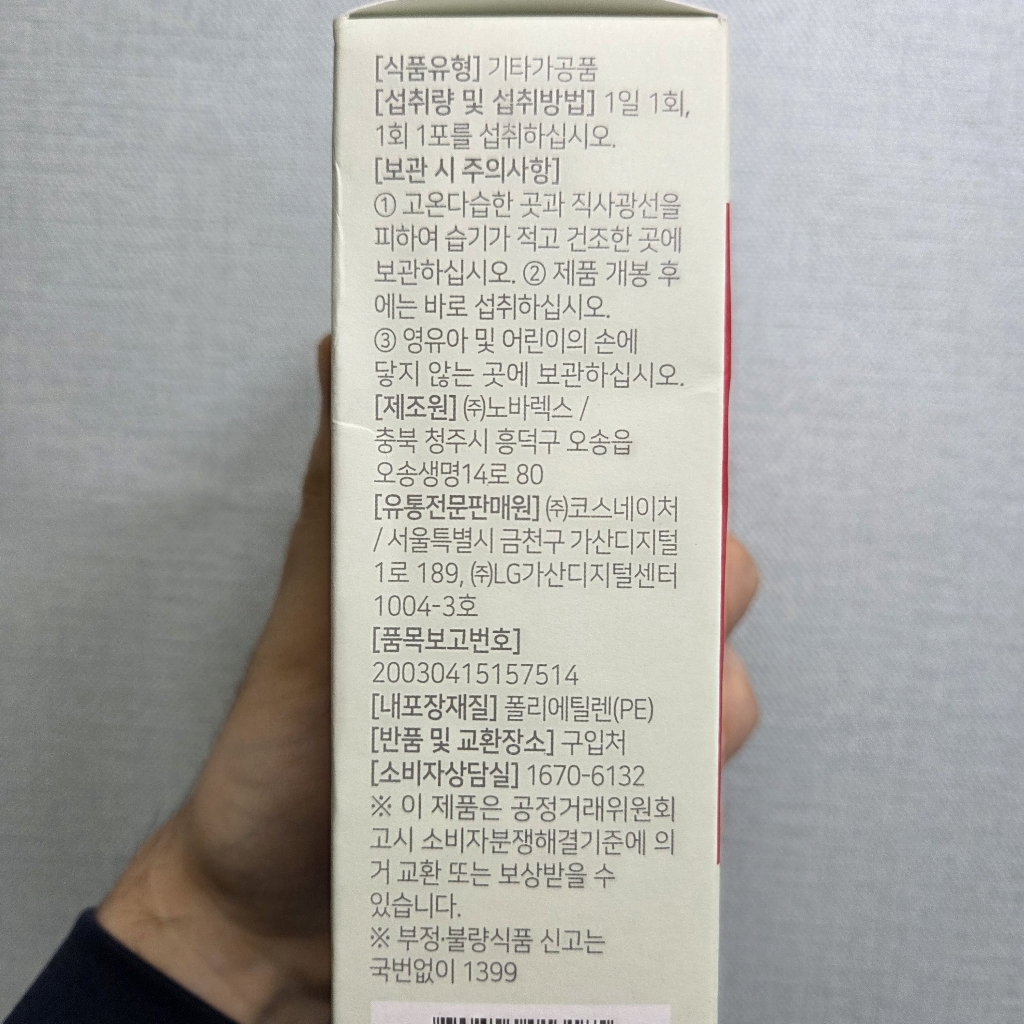 [식품유형] 기타가공품
[섭취량 및 섭취방법] 1일 1회,
1회 1포를 섭취하십시오.
[보관 시 주의사항]
① 고온다습한 곳과 직사광선을
피하여 습기가 적고 건조한 곳에
보관하십시오. ② 제품 개봉 후
에는 바로 섭취하십시오.
③ 영유아 및 어린이의 손에
닿지 않는 곳에 보관하십시오.
[제조원] ㈜노바렉스 /
충북 청주시 흥덕구 오송읍
오송생명14로 80
[유통전문판매원] ㈜코스네이처
/ 서울특별시 금천구 가산디지털
1로 189, ㈜LG가산디지털센터
1004-3호
[품목보고번호]
20030415157514
[내포장재질] 폴리에틸렌(PE)
[반품 및 교환장소] 구입처
[소비자상담실] 1670-6132
※ 이 제품은 공정거래위원회
고시 소비자분쟁해결기준에 의
거 교환 또는 보상받을 수
있습니다.
※ 부정·불량식품 신고는
국번없이 1399